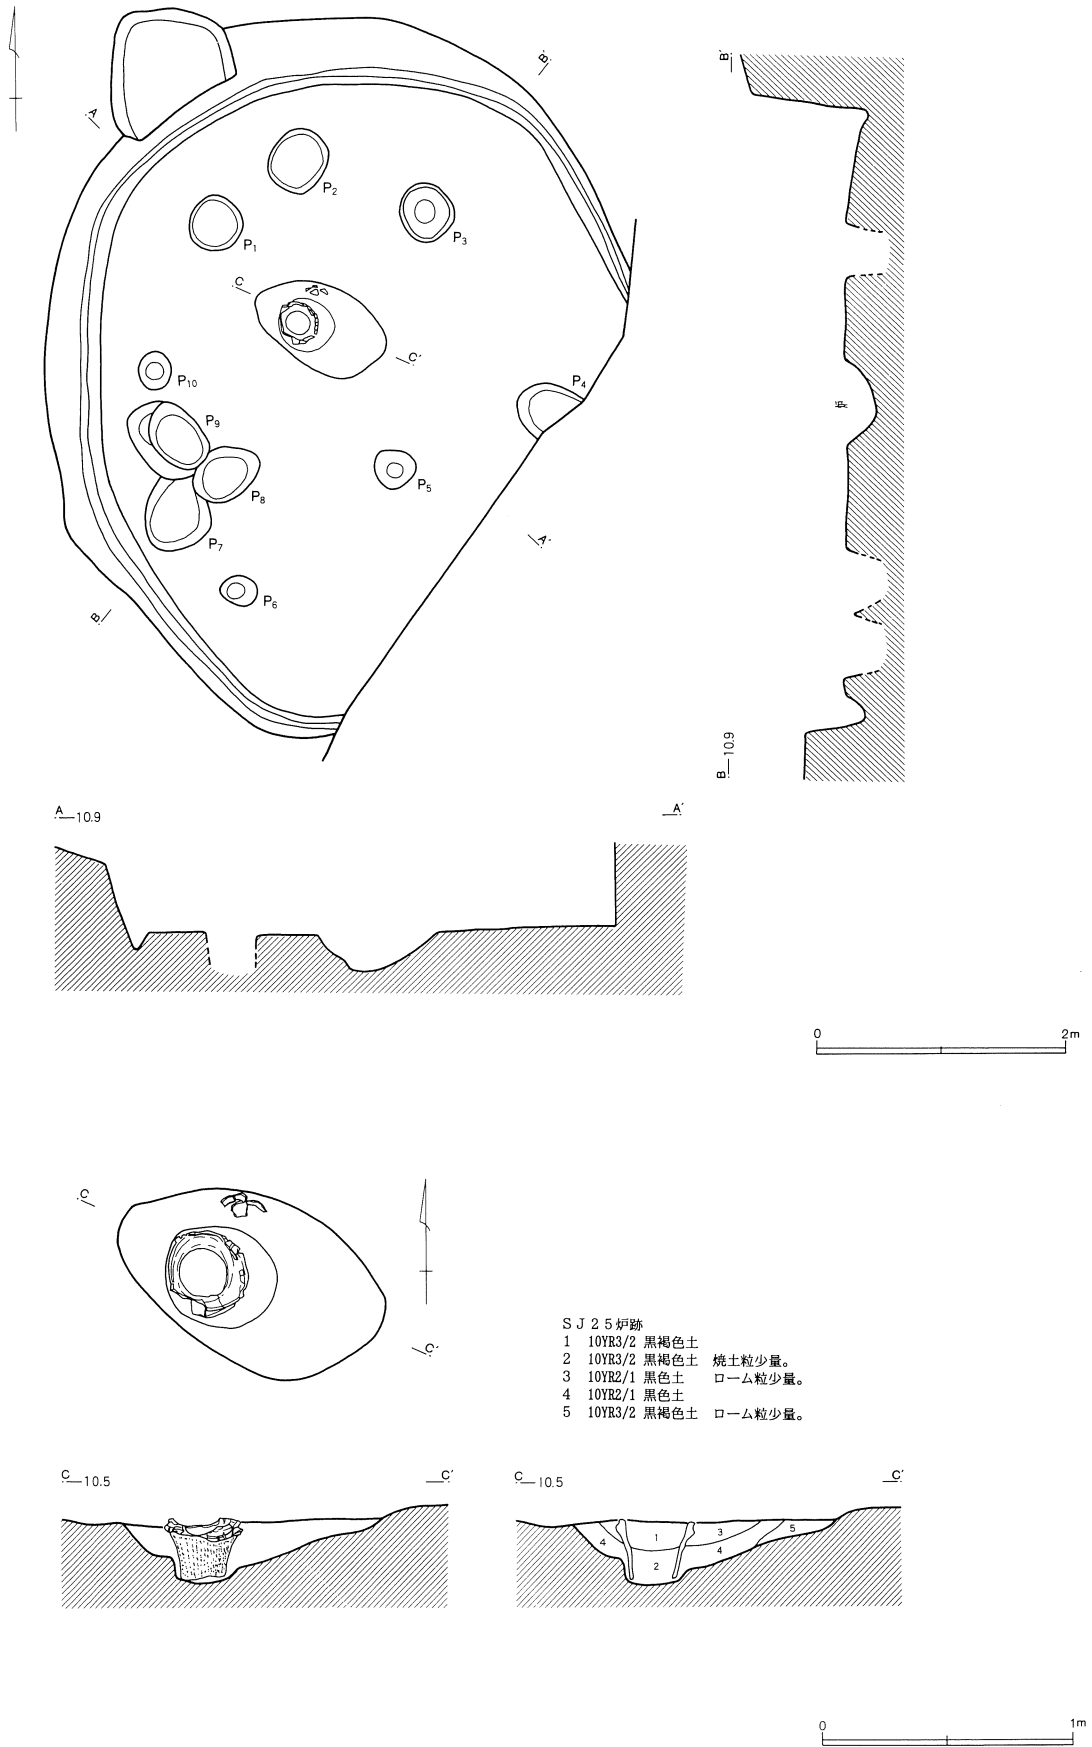 B′
B′
A
P2
P3
P1
C
C′
P10
P4
P9
P5
P8
炉
P7
A′
P6
B
B 10.9
A 10.9
A′
0 2m
C
C′
SJ25炉跡
1 10YR3/2 黒褐色土
2 10YR3/2 黒褐色土 焼土粒少量。
3 10YR2/1 黒色土 ローム粒少量。
4 10YR2/1 黒色土
5 10YR3/2 黒褐色土 ローム粒少量。
C 10.5
C′
C 10.5
C′
1
3
5
4
4
2
0 1m